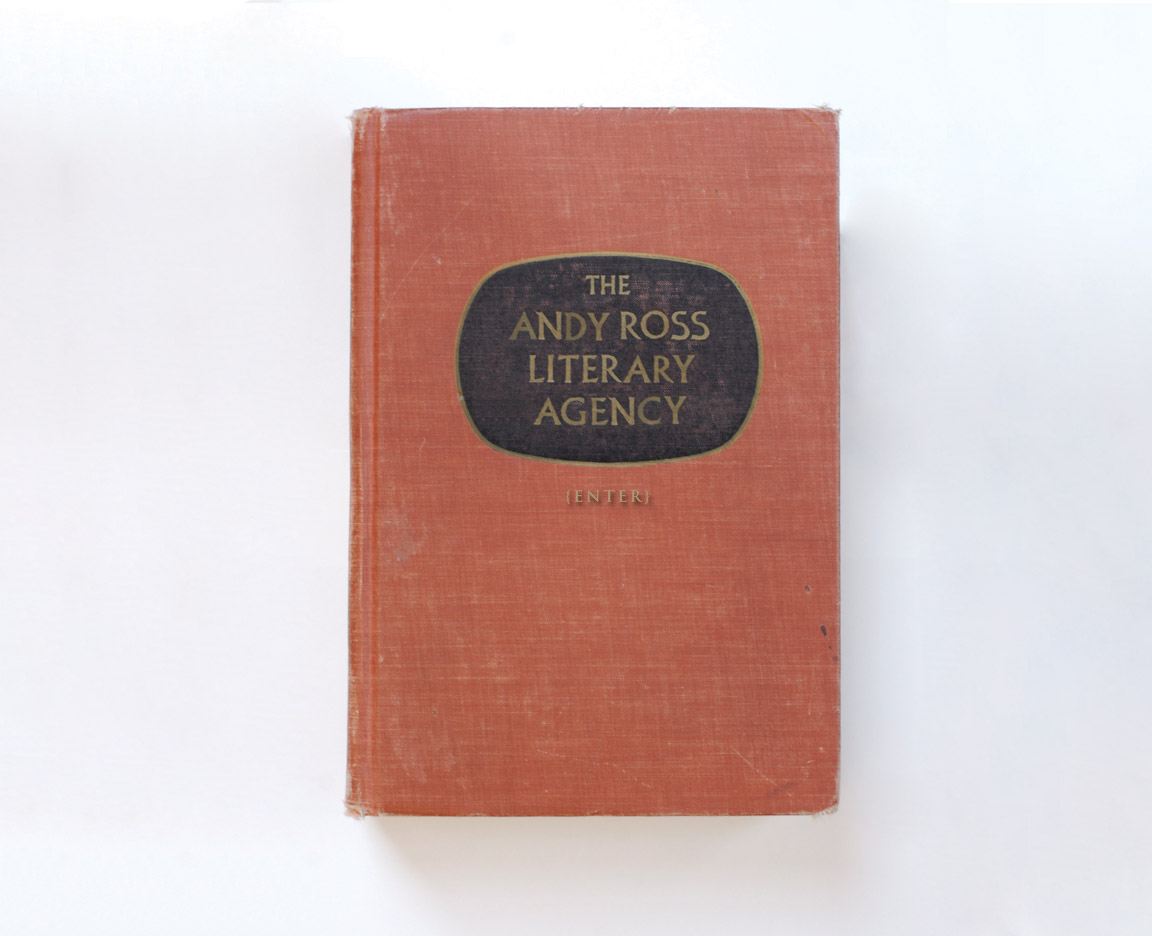 THE
ANDY ROSS
LITERARY
AGENCY
{ENTER}